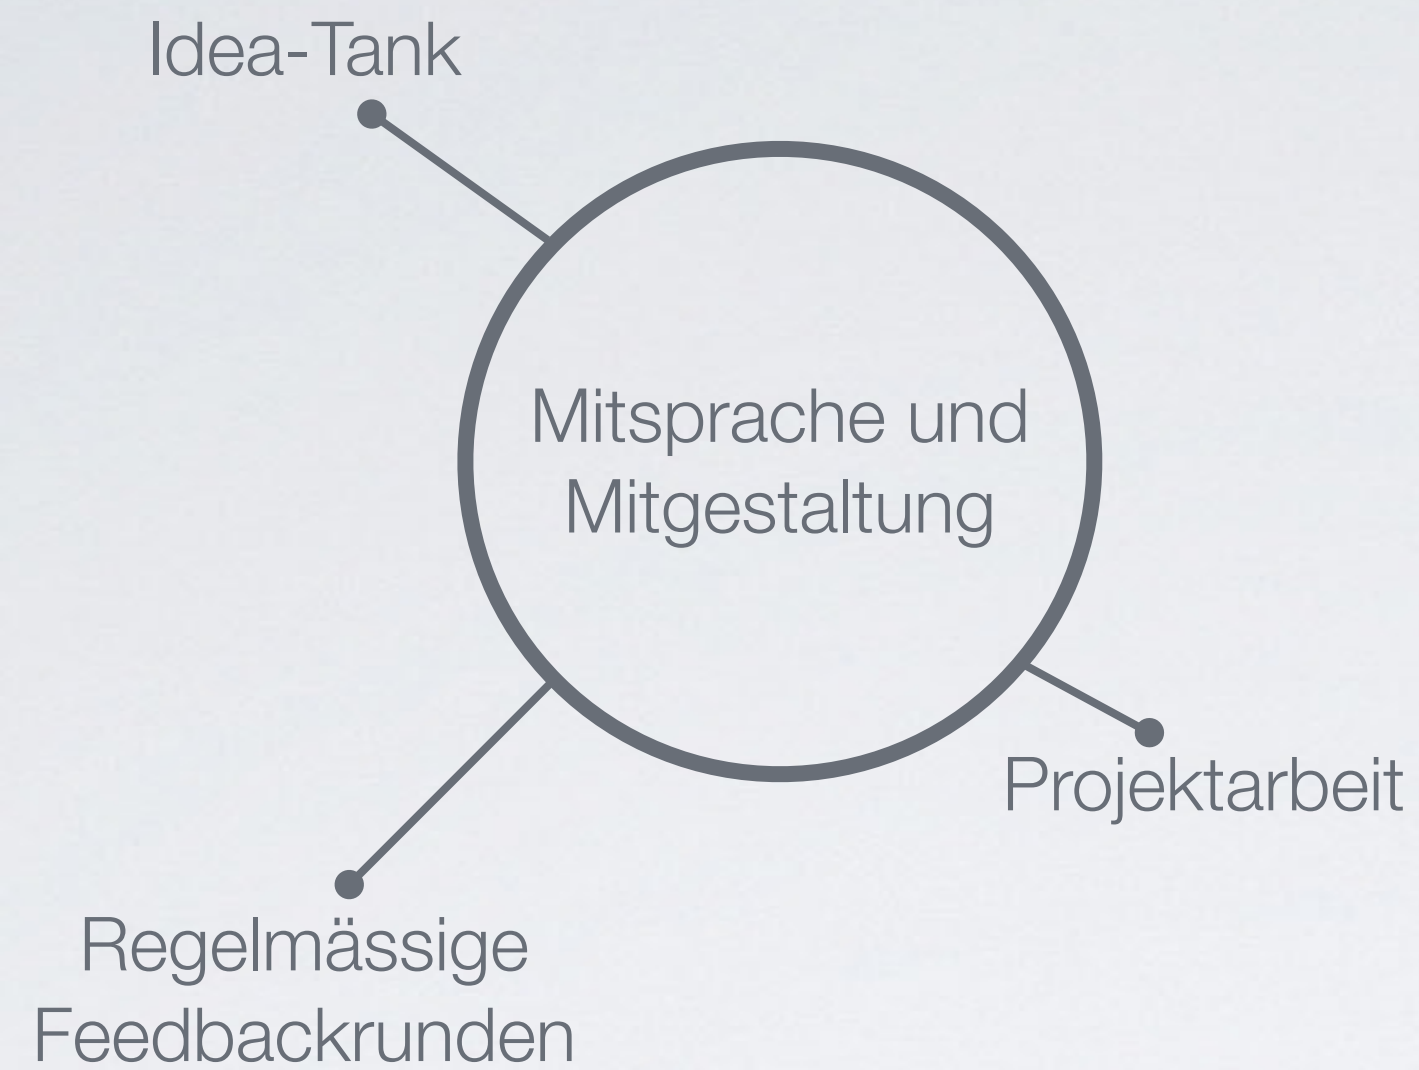 Idea-Tank
Mitsprache und
Mitgestaltung
Projektarbeit
Regelmässige
Feedbackrunden